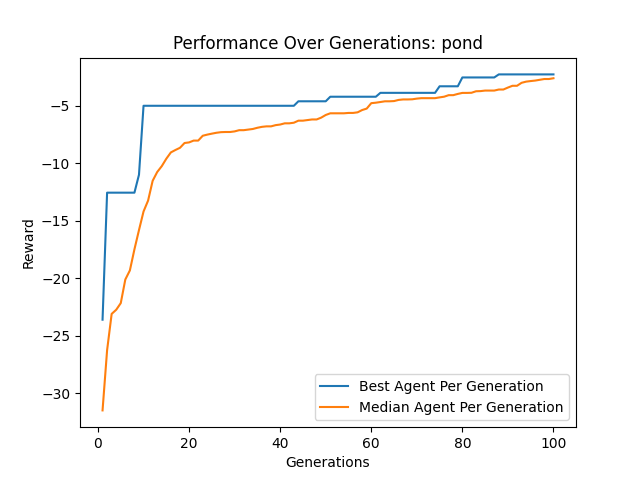 Performance Over Generations: pond
Reward
−5
−10
−15
−20
−25
−30
0
20
40
60
80
100
Generations
Best Agent Per Generation
Median Agent Per Generation